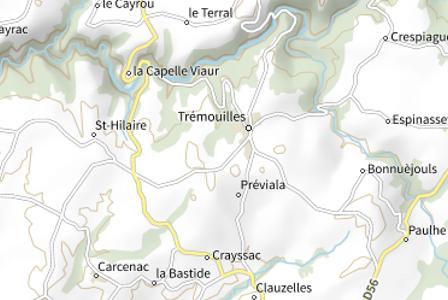 le Cayrou
le Terral
ayrac
Crespiague
la Capelle Viaur
Trémouilles
St-Hilaire
Espinasse
Bonnuèjouls
Préviala
Paulhe
Crayssac
Carcenac
la Bastide
Clauzelles
D56